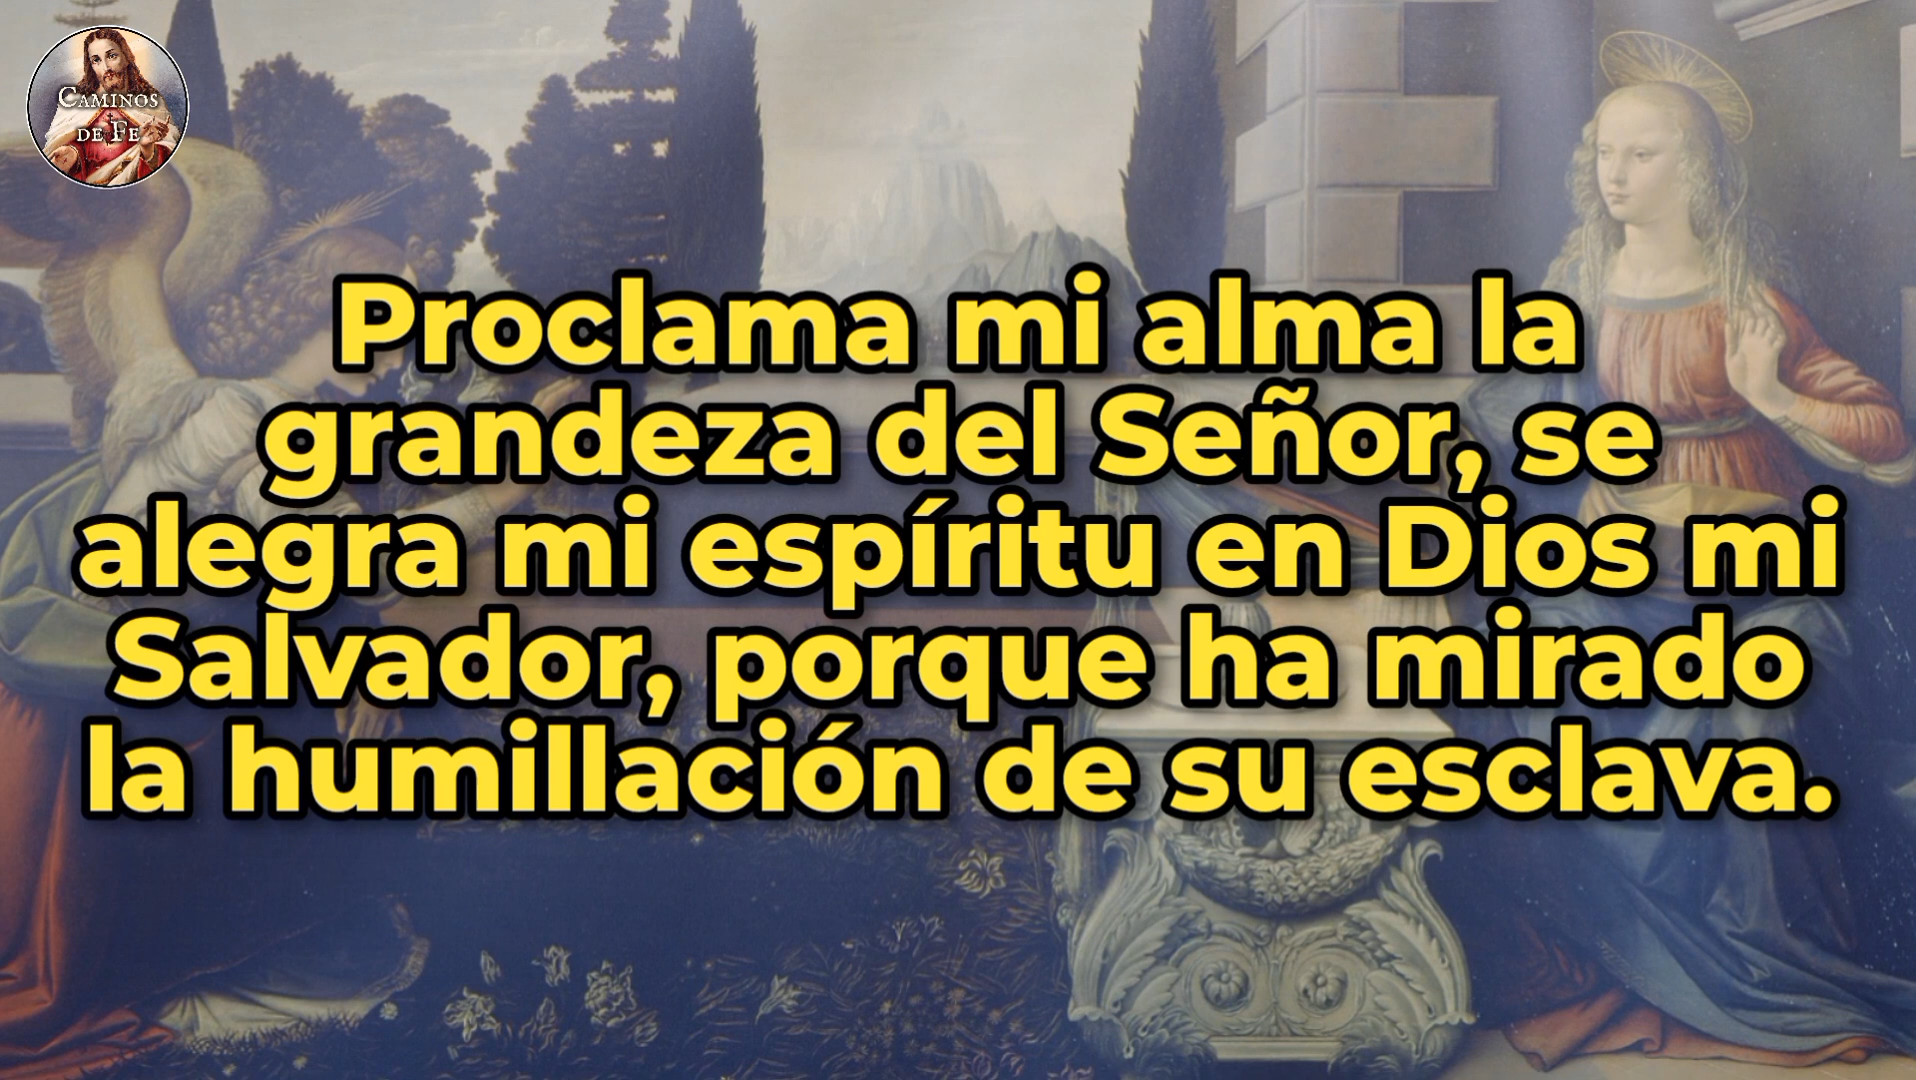 CAMINOS
DE FE
Proclama mi alma la
grandeza del Señor, se
alegra mi espíritu en Dios mi
Salvador, porque ha mirado
la humillación de su esclava.